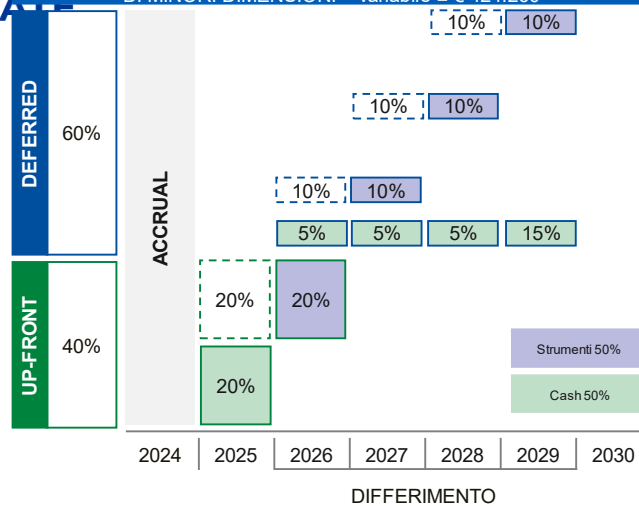 10% 10%
10% 10%
10% 10%
5% 5% 5% 15%
DEFERRED
60%
ACCRUAL
UP-FRONT
40%
20% 20%
20%
Strumenti 50%
Cash 50%
2024 2025 2026 2027 2028 2029 2030
DIFFERIMENTO